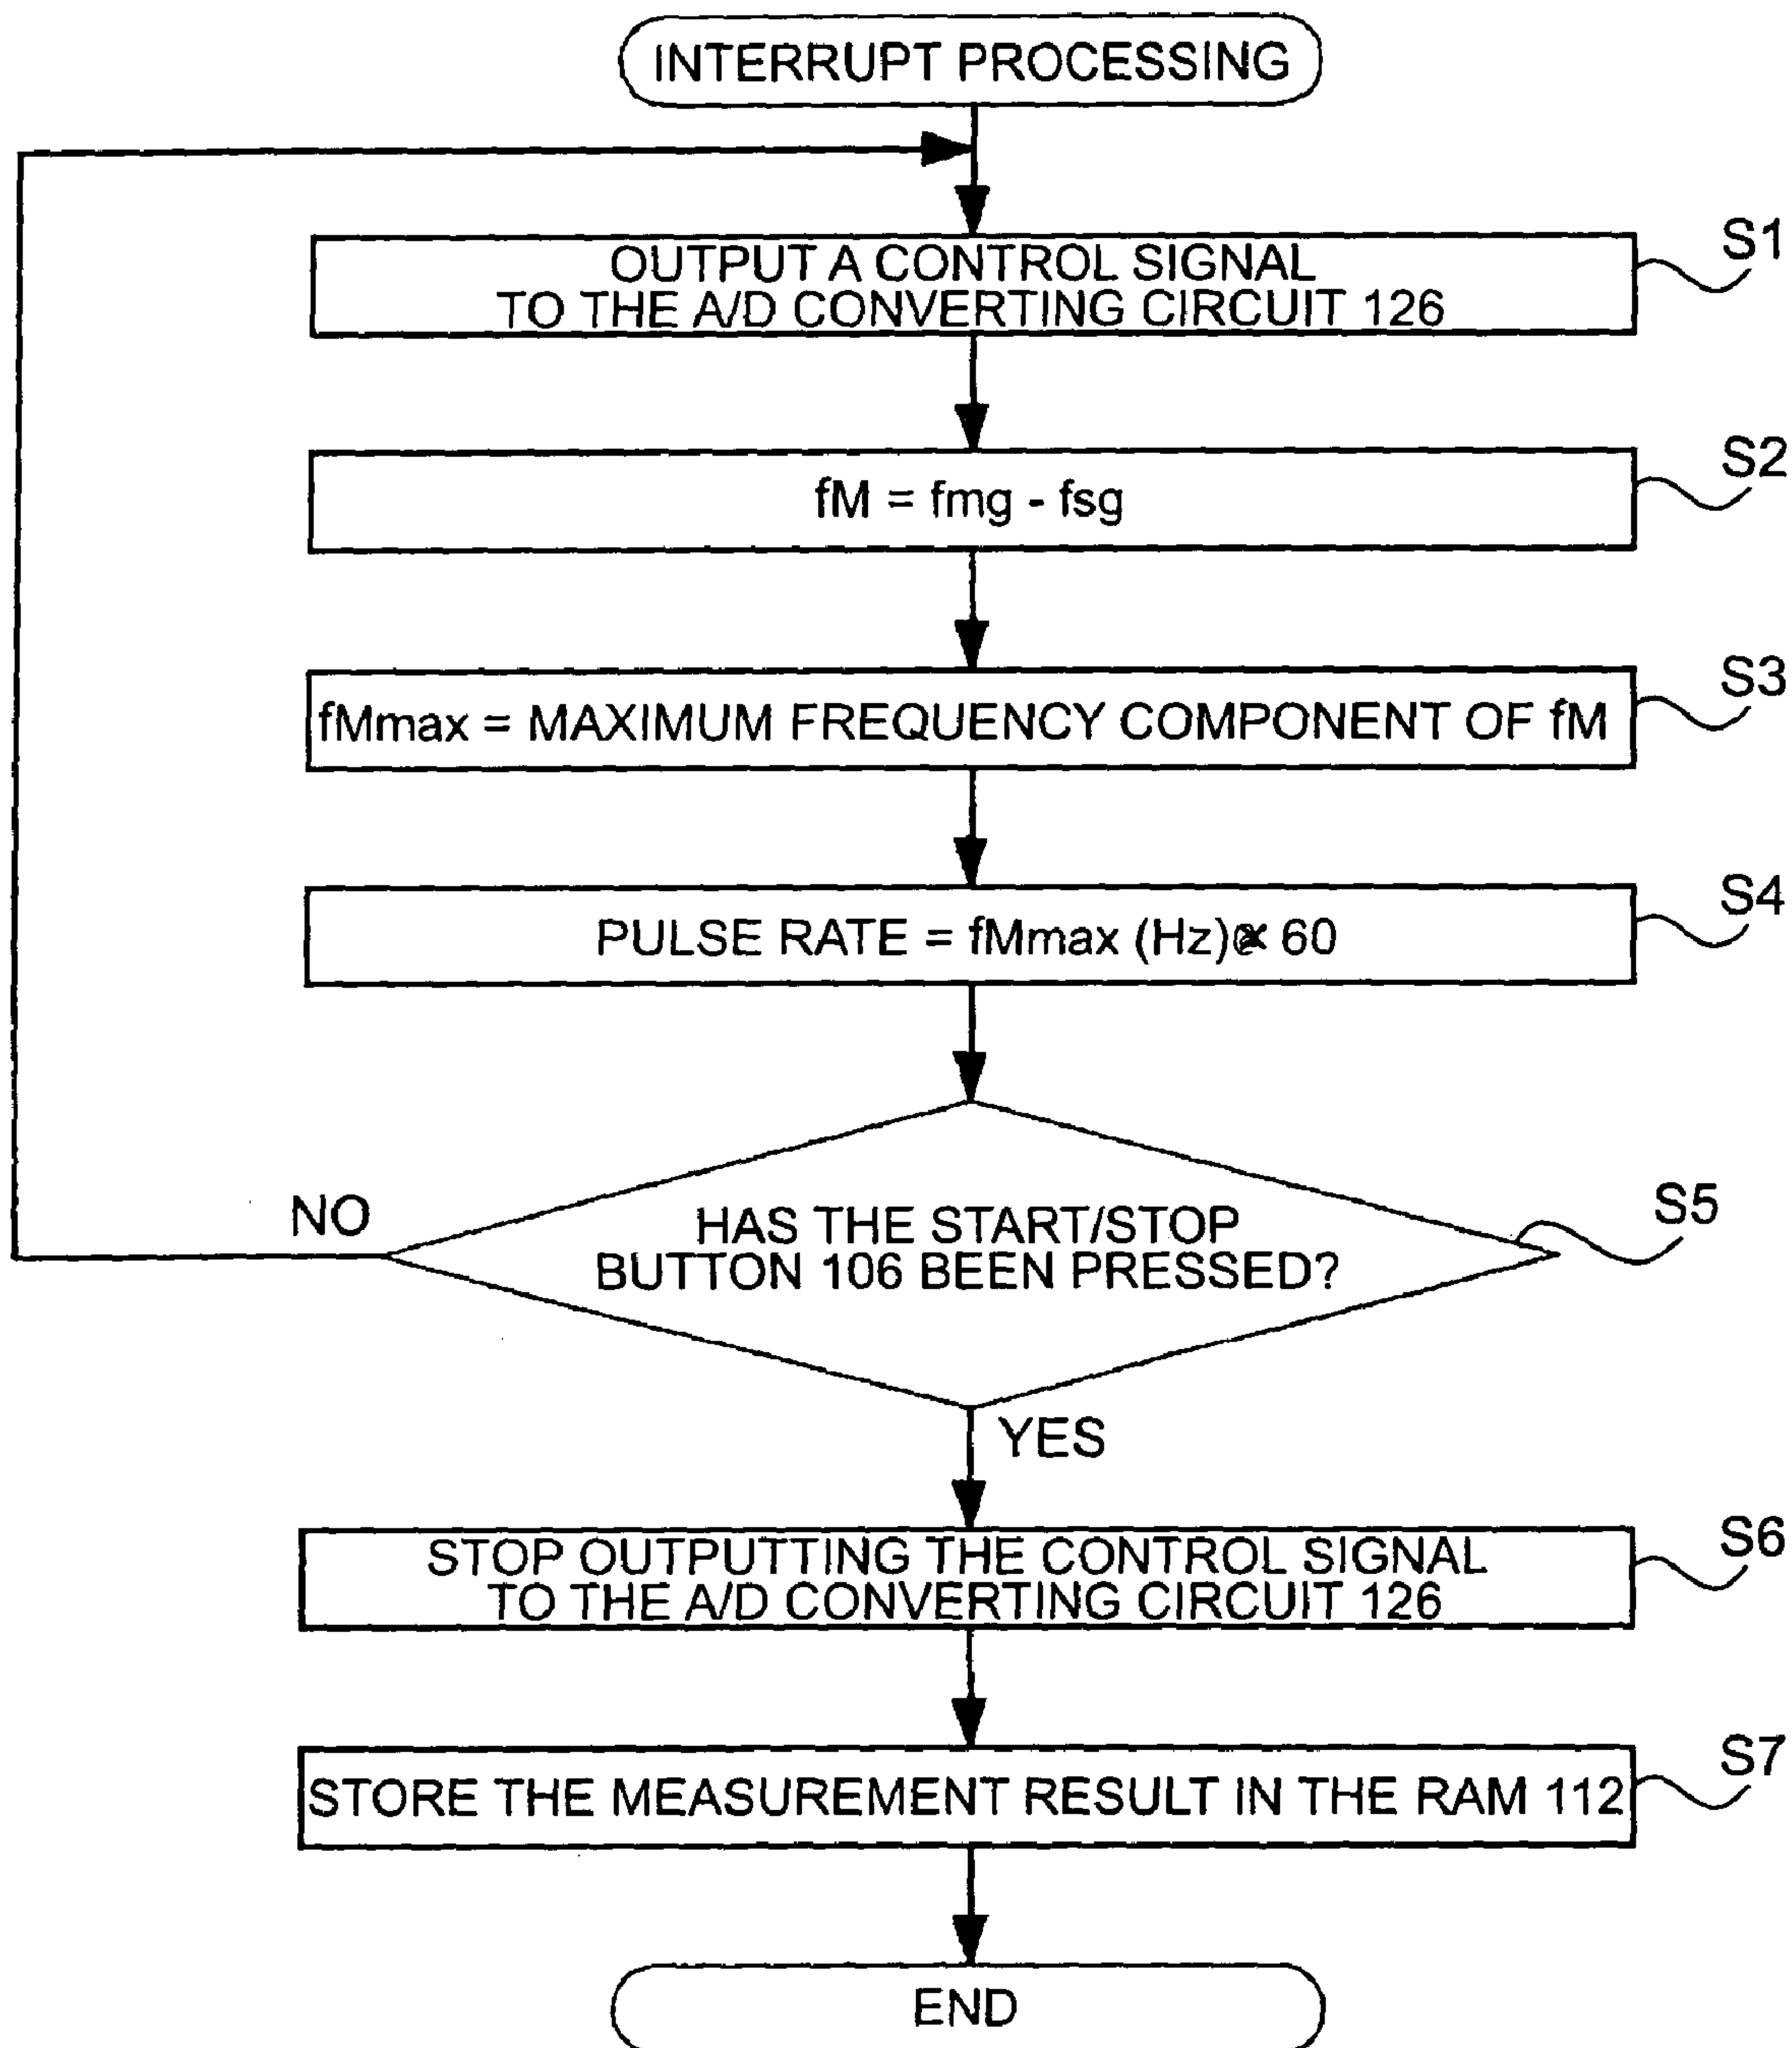 INTERRUPT PROCESSING
OUTPUT A CONTROL SIGNAL
TO THE A/D CONVERTING CIRCUIT 126
S1
fM = fmg - fsg
S2
fMmax = MAXIMUM FREQUENCY COMPONENT OF fM
S3
PULSE RATE = fMmax (Hz) × 60
S4
HAS THE START/STOP
BUTTON 106 BEEN PRESSED?
S5
NO
YES
STOP OUTPUTTING THE CONTROL SIGNAL
TO THE A/D CONVERTING CIRCUIT 126
S6
STORE THE MEASUREMENT RESULT IN THE RAM 112
S7
END